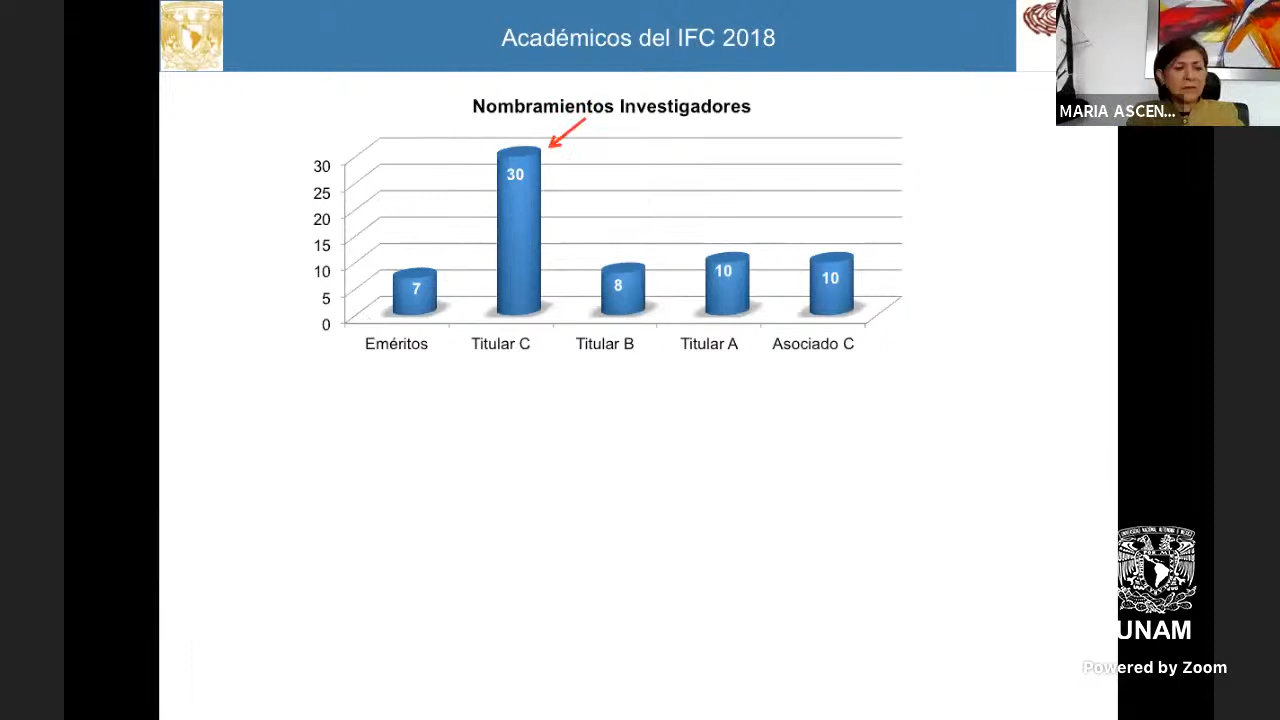 Académicos del IFC 2018
MARIA ASCEN...
Nombramientos Investigadores
30
25
20
15
10
5
0
7
30
8
10
10
Eméritos
Titular C
Titular B
Titular A
Asociado C
UNAM
Powered by Zoom